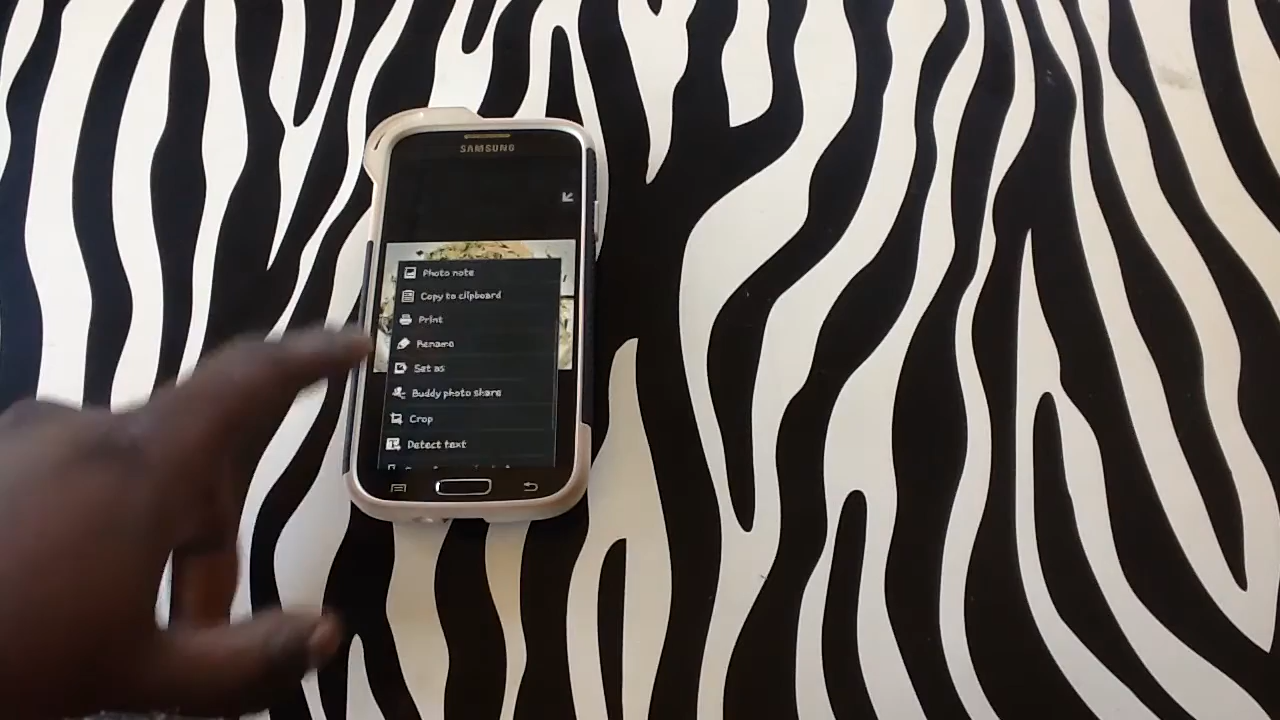 SAMSUNG
Photo note
Copy to clipboard
Print
Rename
Set as
Buddy photo share
Crop
Detect text